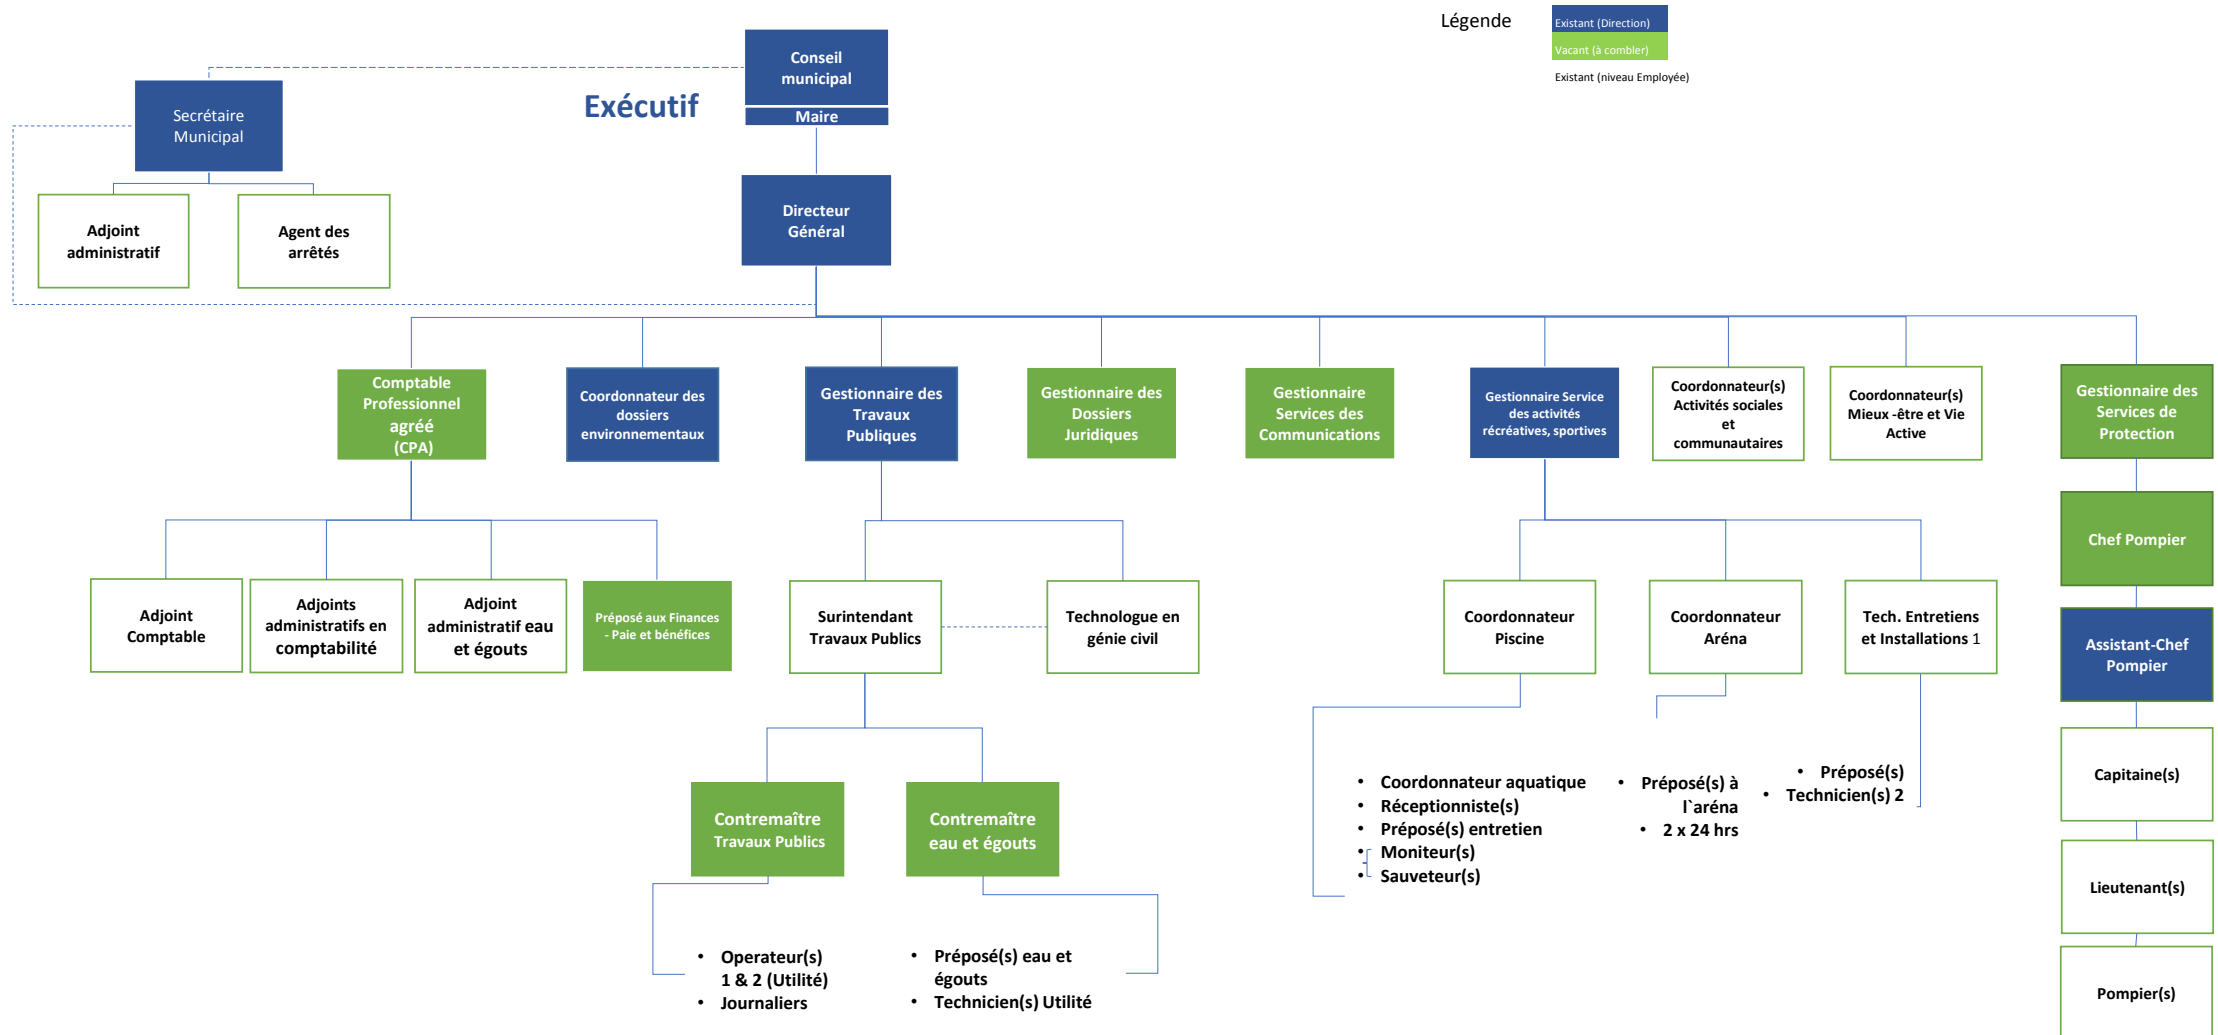 Légende
Existant (Direction)
Vacant (à combler)
Existant (niveau Employée)
Exécutif
Conseil
municipal
Maire
Secrétaire
Municipal
Adjoint
administratif
Agent des
arrêtés
Directeur
Général
Comptable
Professionnel
agréé
(CPA)
Coordonnateur des
dossiers
environnementaux
Gestionnaire des
Travaux
Publiques
Gestionnaire des
Dossiers
Juridiques
Gestionnaire
Services des
Communications
Gestionnaire Service
des activités
récréatives, sportives
Coordonnateur(s)
Activités sociales
et
communautaires
Coordonnateur(s)
Mieux -être et Vie
Active
Gestionnaire des
Services de
Protection
Chef Pompier
Adjoint
Comptable
Adjoints
administratifs en
comptabilité
Adjoint
administratif eau
et égouts
Préposé aux Finances
- Paie et bénéfices
Surintendant
Travaux Publics
Technologue en
génie civil
Coordonnateur
Piscine
Coordonnateur
Aréna
Tech. Entretiens
et Installations 1
Assistant-Chef
Pompier
Capitaine(s)
Lieutenant(s)
Pompier(s)
Contremaître
Travaux Publics
Contremaître
eau et égouts
• Coordonnateur aquatique
• Réceptionniste(s)
• Préposé(s) entretien
• Moniteur(s)
• Sauveteur(s)
• Préposé(s) à
l`aréna
• 2 x 24 hrs
• Préposé(s)
• Technicien(s) 2
• Operateur(s)
1 & 2 (Utilité)
• Journaliers
• Préposé(s) eau et
égouts
• Technicien(s) Utilité